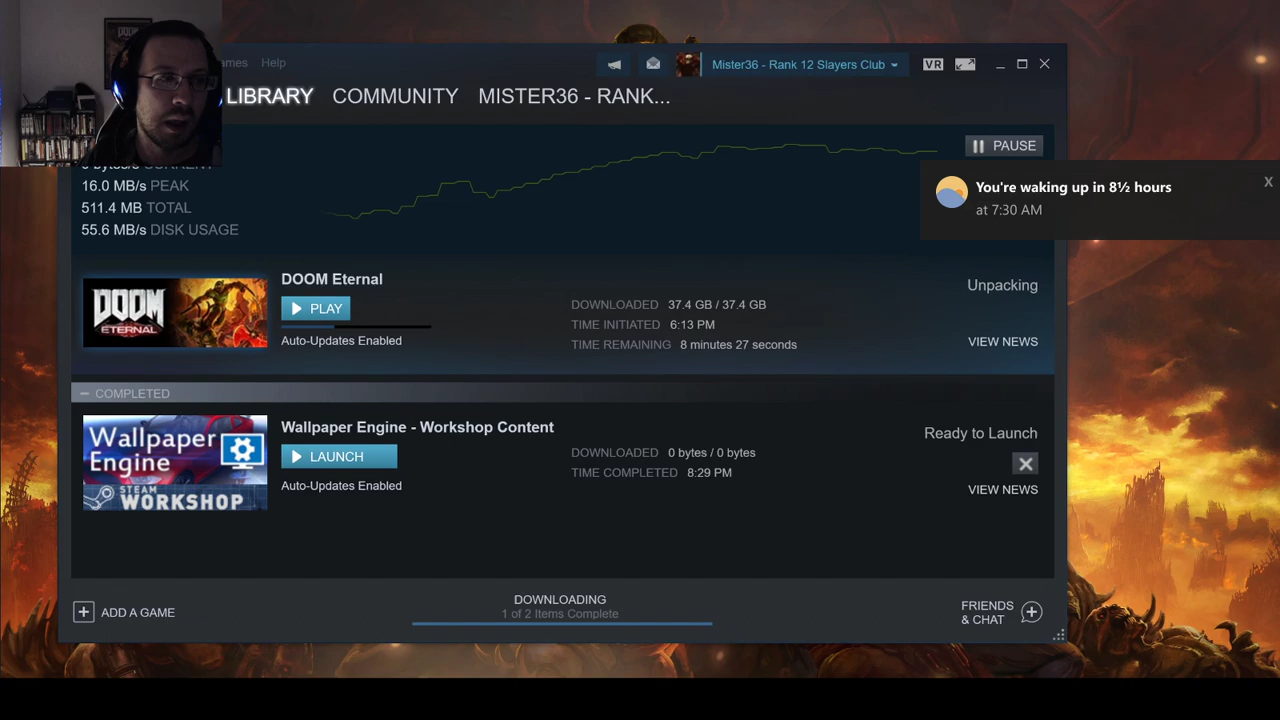 ames Help
Mister36 - Rank 12 Slayers Club
VR
LIBRARY COMMUNITY MISTER36 - RANK...
PAUSE
16.0 MB/s PEAK
511.4 MB TOTAL
55.6 MB/s DISK USAGE
You're waking up in 8½ hours
X
at 7:30 AM
DOOM
ETERNAL
DOOM Eternal
PLAY
Auto-Updates Enabled
DOWNLOADED 37.4 GB / 37.4 GB
TIME INITIATED 6:13 PM
TIME REMAINING 8 minutes 27 seconds
Unpacking
VIEW NEWS
COMPLETED
Wallpaper
Engine
STEAM
WORKSHOP
Wallpaper Engine - Workshop Content
LAUNCH
Auto-Updates Enabled
DOWNLOADED 0 bytes / 0 bytes
TIME COMPLETED 8:29 PM
Ready to Launch
VIEW NEWS
ADD A GAME
DOWNLOADING
1 of 2 Items Complete
FRIENDS
& CHAT